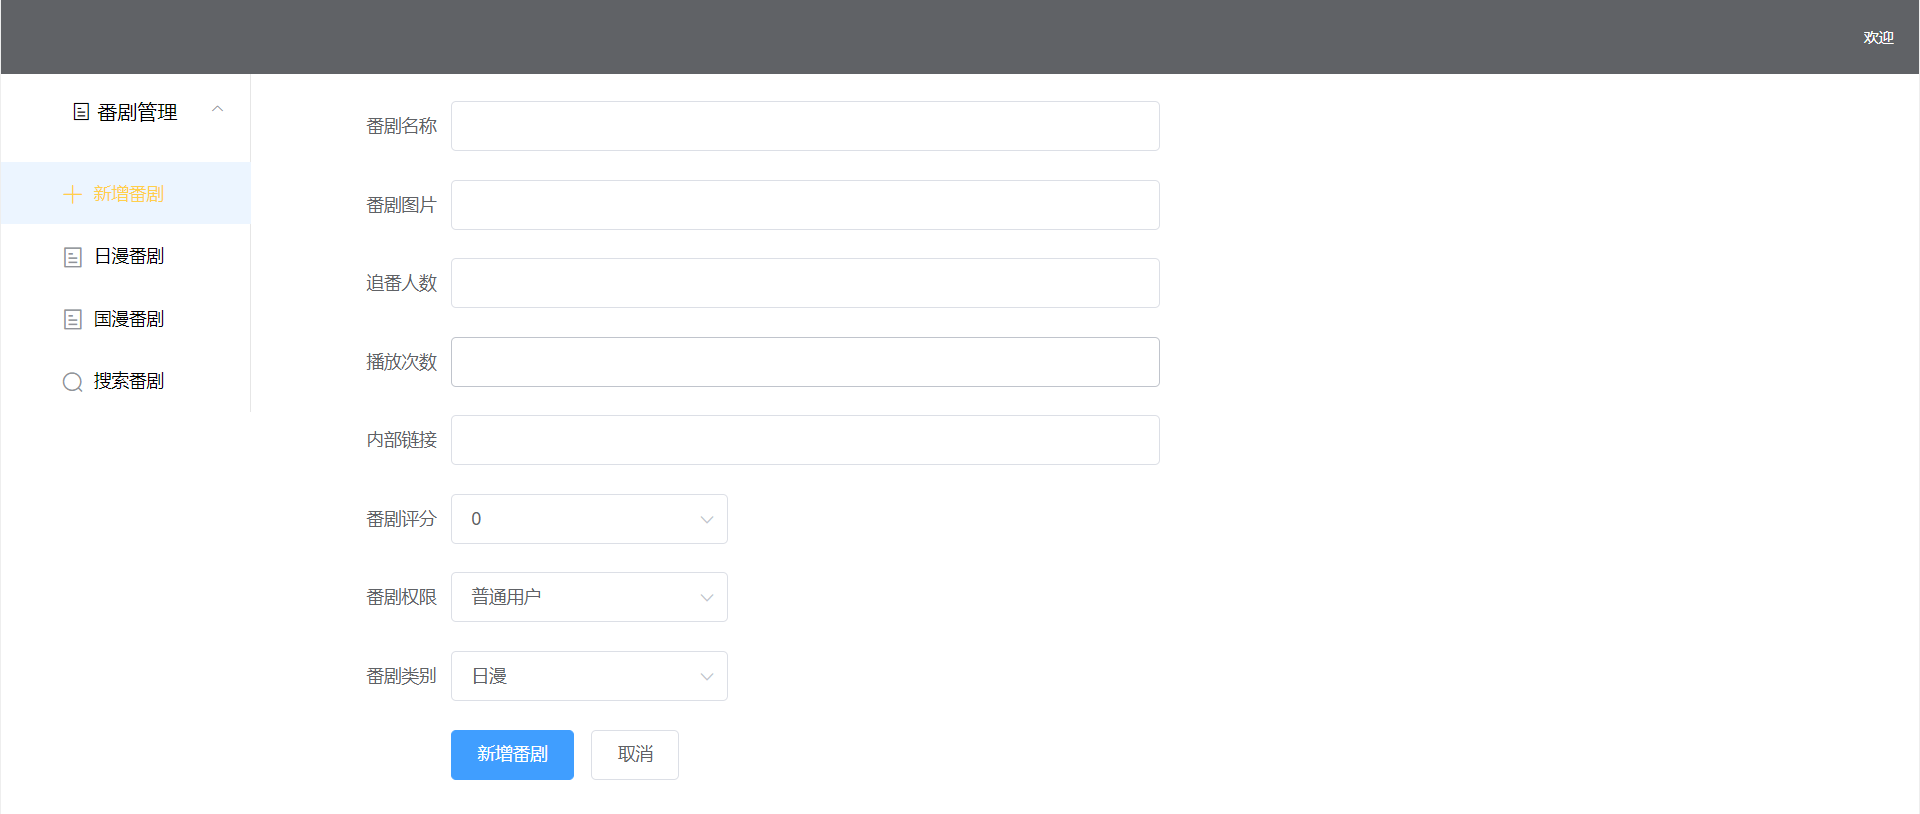 欢迎
番剧管理
新增番剧
日漫番剧
国漫番剧
搜索番剧
番剧名称
番剧图片
追番人数
播放次数
内部链接
番剧评分 0
番剧权限 普通用户
番剧类别 日漫
新增番剧 取消